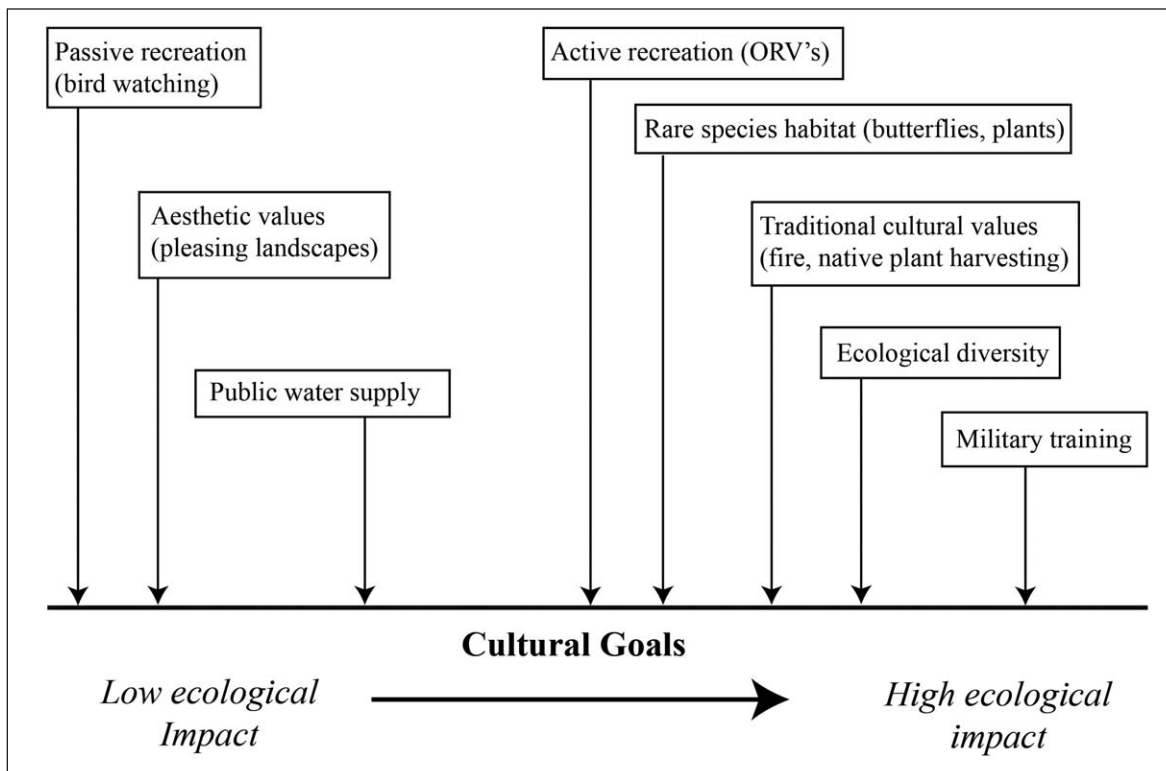 Passive recreation
(bird watching)
Active recreation (ORV's)
Rare species habitat (butterflies, plants)
Aesthetic values
(pleasing landscapes)
Traditional cultural values
(fire, native plant harvesting)
Ecological diversity
Public water supply
Military training
Cultural Goals
Low ecological
Impact
High ecological
impact